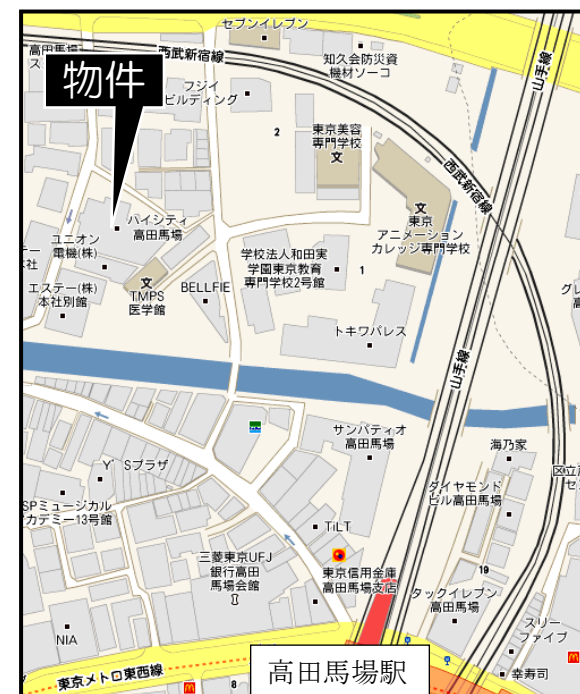 セブンイレブン
高田馬場
ス
西武新宿線
知久会防災資
機材ソーコ
山手線
物件
フジイ
ビルディング
2
東京美容
専門学校
文
西武新宿線
文
東京
アニメーション
カレッジ専門学校
ハイシティ
高田馬場
ユニオン
電機(株)
学校法人和田実
学園東京教育
専門学校2号館
1
文
TMPS
医学館
BELLFIE
エステー(株)
本社別館
トキワパレス
山手線
サンパティオ
高田馬場
海乃家
Y'Sプラザ
SPミュージカル
カデミー13号館
ダイヤモンド
ビル高田馬場
TiLT
三菱東京UFJ
銀行高田
馬場会館
東京信用金庫
高田馬場支店
19
タックイレブン
高田馬場
NIA
スリー
ファイブ
東京メトロ東西線
8
高田馬場駅
幸寿司